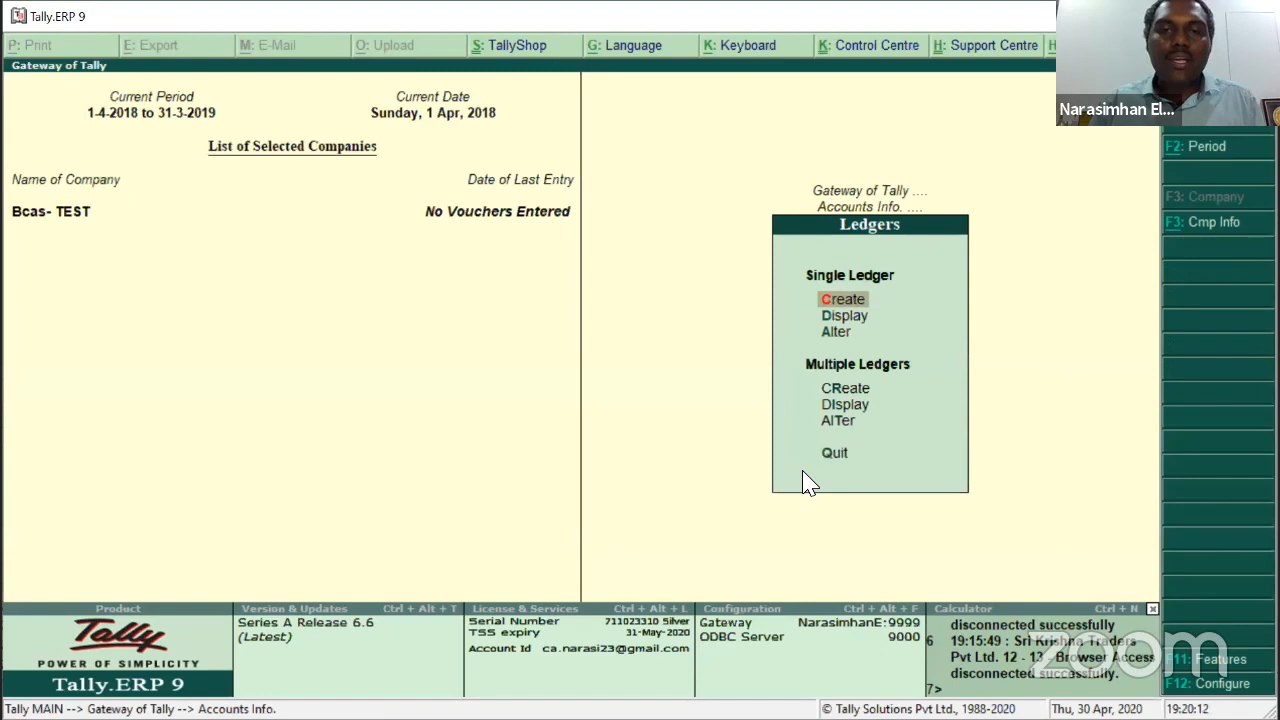 Tally.ERP 9
P: Print
E: Export
M: E-Mail
O: Upload
S: TallyShop
G: Language
K: Keyboard
K: Control Centre
H: Support Centre
H
Narasimhan El...
Gateway of Tally
Current Period
Current Date
1-4-2018 to 31-3-2019
Sunday, 1 Apr, 2018
List of Selected Companies
Name of Company
Date of Last Entry
Bcas- TEST
No Vouchers Entered
Gateway of Tally ....
Accounts Info. ....
Ledgers
Single Ledger
Create
Display
Alter
Multiple Ledgers
CReate
DIsplay
AlTer
Quit
F2: Period
F3: Company
F3: Cmp Info
F11: Features
F12: Configure
Product
Tally
POWER OF SIMPLICITY
Tally.ERP 9
Version & Updates Ctrl + Alt + T
Series A Release 6.6
(Latest)
License & Services Ctrl + Alt + L
Serial Number 711023310 Silver
TSS expiry 31-May-2020
Account Id ca.narasi23@gmail.com
Configuration Ctrl + Alt + F
Gateway NarasimhanE:9999
ODBC Server 9000
Calculator Ctrl + N
disconnected successfully
6 19:15:49 : Sri Krishna Traders
Pvt Ltd. 12 - 13 Browser Access
disconnected successfully.
7>
zoom
Tally MAIN --> Gateway of Tally --> Accounts Info.
© Tally Solutions Pvt Ltd., 1988-2020
Thu, 30 Apr, 2020
19:20:12